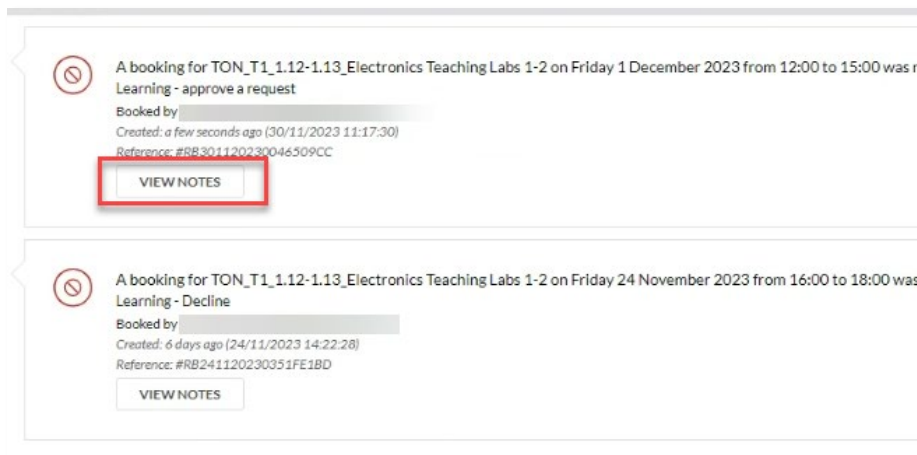 A booking for TON_T1_1.12-1.13_Electronics Teaching Labs 1-2 on Friday 1 December 2023 from 12:00 to 15:00 was
Learning - approve a request
Booked by
Created: a few seconds ago (30/11/2023 11:17:30)
Reference: #RB301120230046509CC
VIEW NOTES
A booking for TON_T1_1.12-1.13_Electronics Teaching Labs 1-2 on Friday 24 November 2023 from 16:00 to 18:00 was
Learning - Decline
Booked by
Created: 6 days ago (24/11/2023 14:22:28)
Reference: #RB241120230351FE1BD
VIEW NOTES